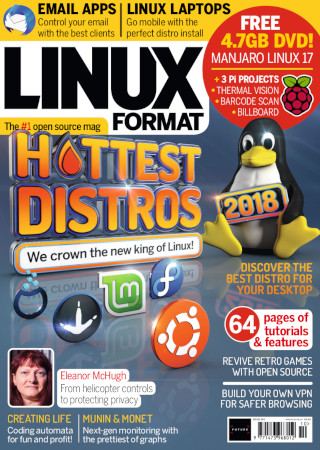 EMAIL APPS
Control your email
with the best clients
LINUX LAPTOPS
Go mobile with the
perfect distro install
FREE
4.7GB DVD!
MANJARO LINUX 17
+ 3 PI PROJECTS
• THERMAL VISION
• BARCODE SCAN
• BILLBOARD
LINUX
FORMAT
The #1 open source mag
HOTTEST
DISTROS
2018
We crown the new king of Linux!
DISCOVER THE
BEST DISTRO FOR
YOUR DESKTOP
64 pages of
tutorials
& features
REVIVE RETRO GAMES
WITH OPEN SOURCE
BUILD YOUR OWN VPN
FOR SAFER BROWSING
Eleanor McHugh
From helicopter controls
to protecting privacy
CREATING LIFE
Coding automata
for fun and profit!
MUNIN & MONET
Next-gen monitoring with
the prettiest of graphs
FUTURE
9 771473 968012
10